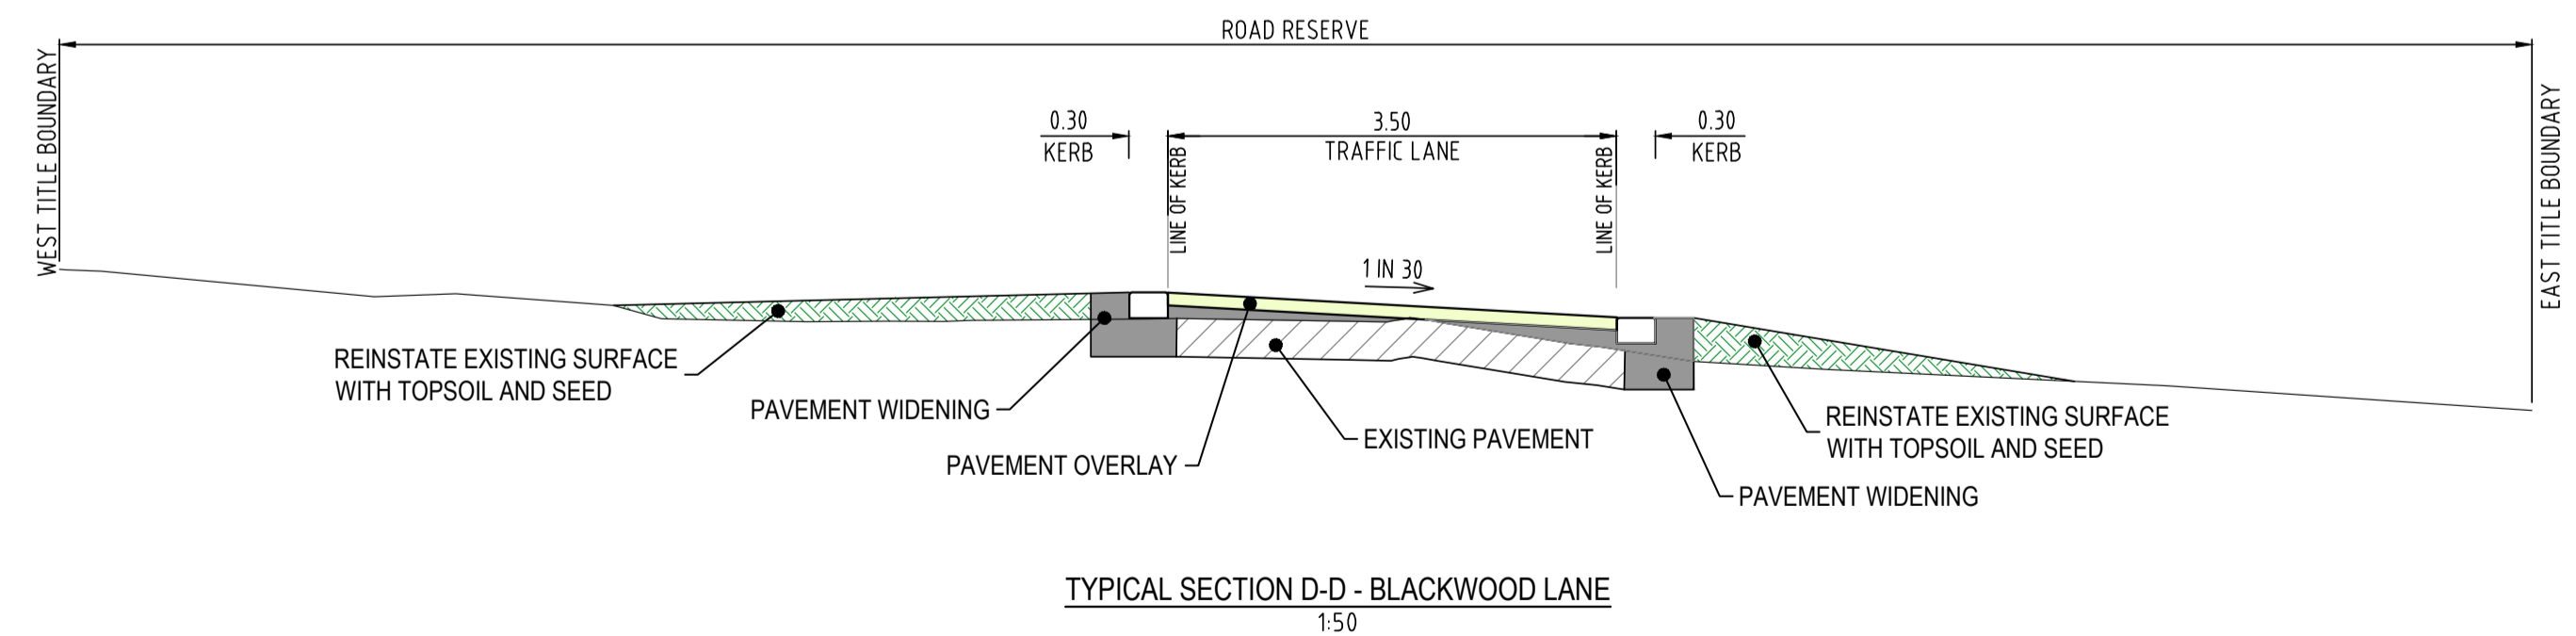 ROAD RESERVE
WEST TITLE BOUNDARY
EAST TITLE BOUNDARY
0.30
KERB
3.50
TRAFFIC LANE
0.30
KERB
LINE OF KERB
LINE OF KERB
1 IN 30
REINSTATE EXISTING SURFACE
WITH TOPSOIL AND SEED
PAVEMENT WIDENING
PAVEMENT OVERLAY
EXISTING PAVEMENT
REINSTATE EXISTING SURFACE
WITH TOPSOIL AND SEED
PAVEMENT WIDENING
TYPICAL SECTION D-D - BLACKWOOD LANE
1:50